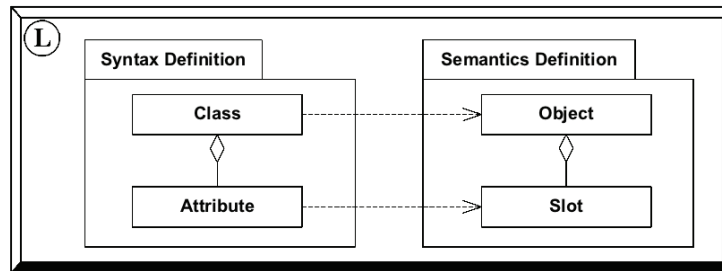 L
Syntax Definition
Semantics Definition
Class
Object
Attribute
Slot